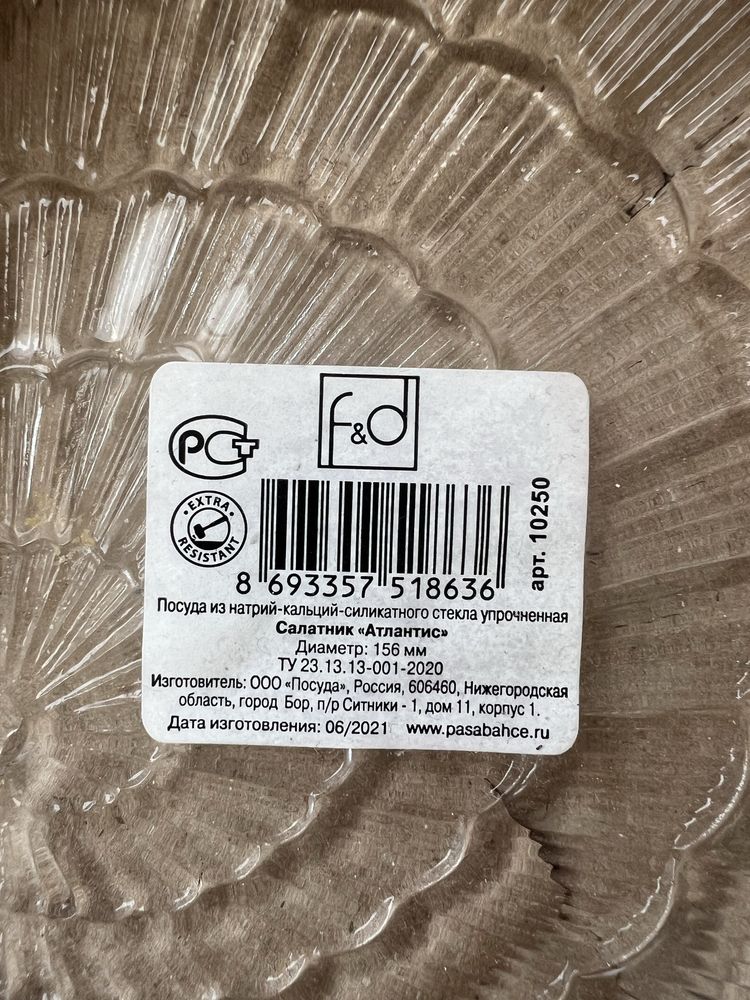 F&d
РСТ
EXTRA
RESISTANT
8 693357 518636
арт. 10250
Посуда из натрий-кальций-силикатного стекла упрочненная
Салатник «Атлантис»
Диаметр: 156 мм
ТУ 23.13.13-001-2020
Изготовитель: ООО «Посуда», Россия, 606460, Нижегородская
область, город Бор, п/р Ситники - 1, дом 11, корпус 1.
Дата изготовления: 06/2021 www.pasabahce.ru